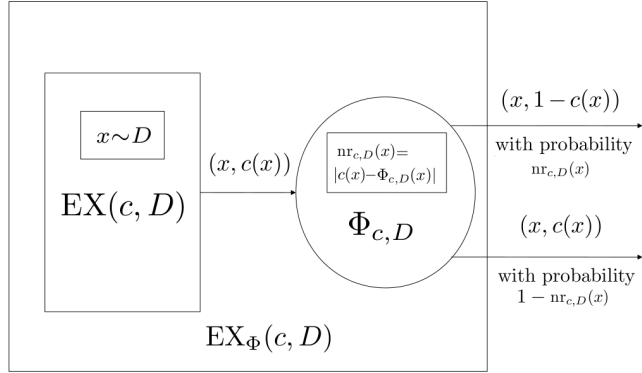 x∼D
EX(c, D)
(x, c(x))
nr_{c,D}(x)=
|c(x)−Φ_{c,D}(x)|
Φ_{c,D}
EX_Φ(c, D)
(x, 1−c(x))
with probability
nr_{c,D}(x)
(x, c(x))
with probability
1 − nr_{c,D}(x)